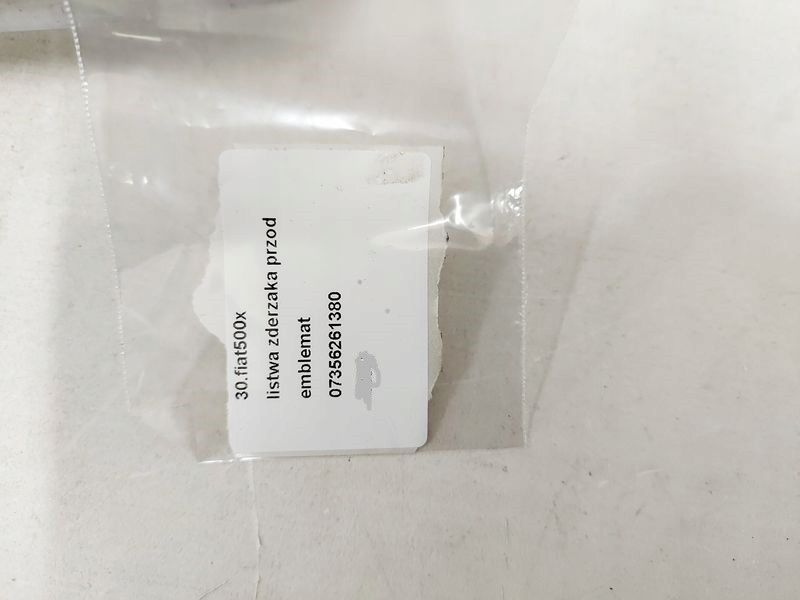 30.fiat500x
listwa zderzaka przod
emblemat
07356261380